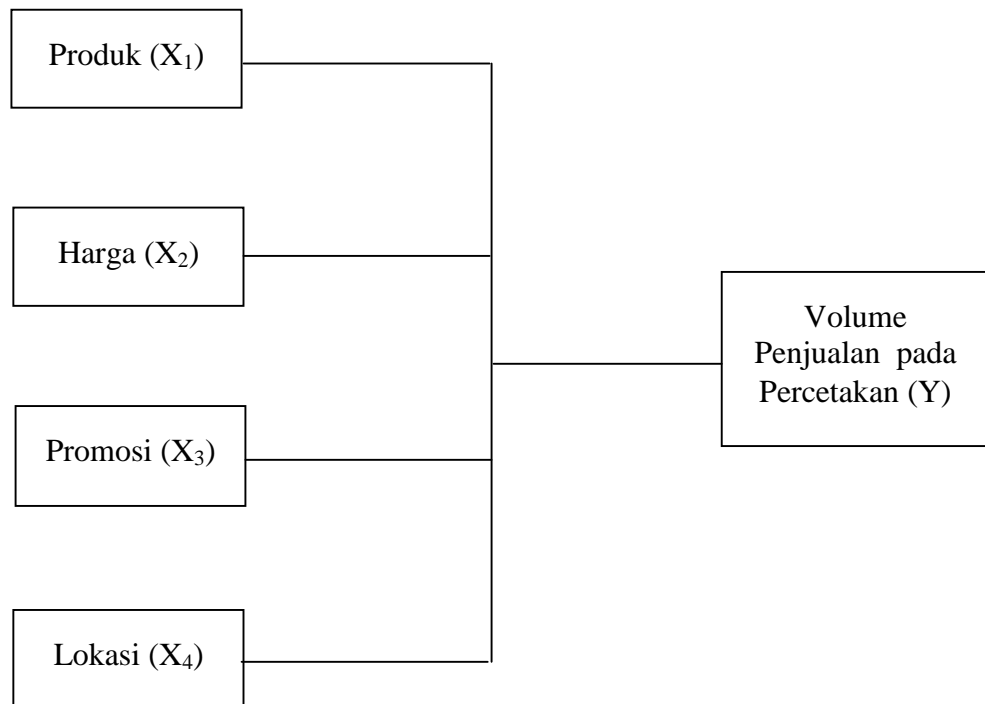 Produk (X₁)
Harga (X₂)
Promosi (X₃)
Lokasi (X₄)
Volume
Penjualan pada
Percetakan (Y)